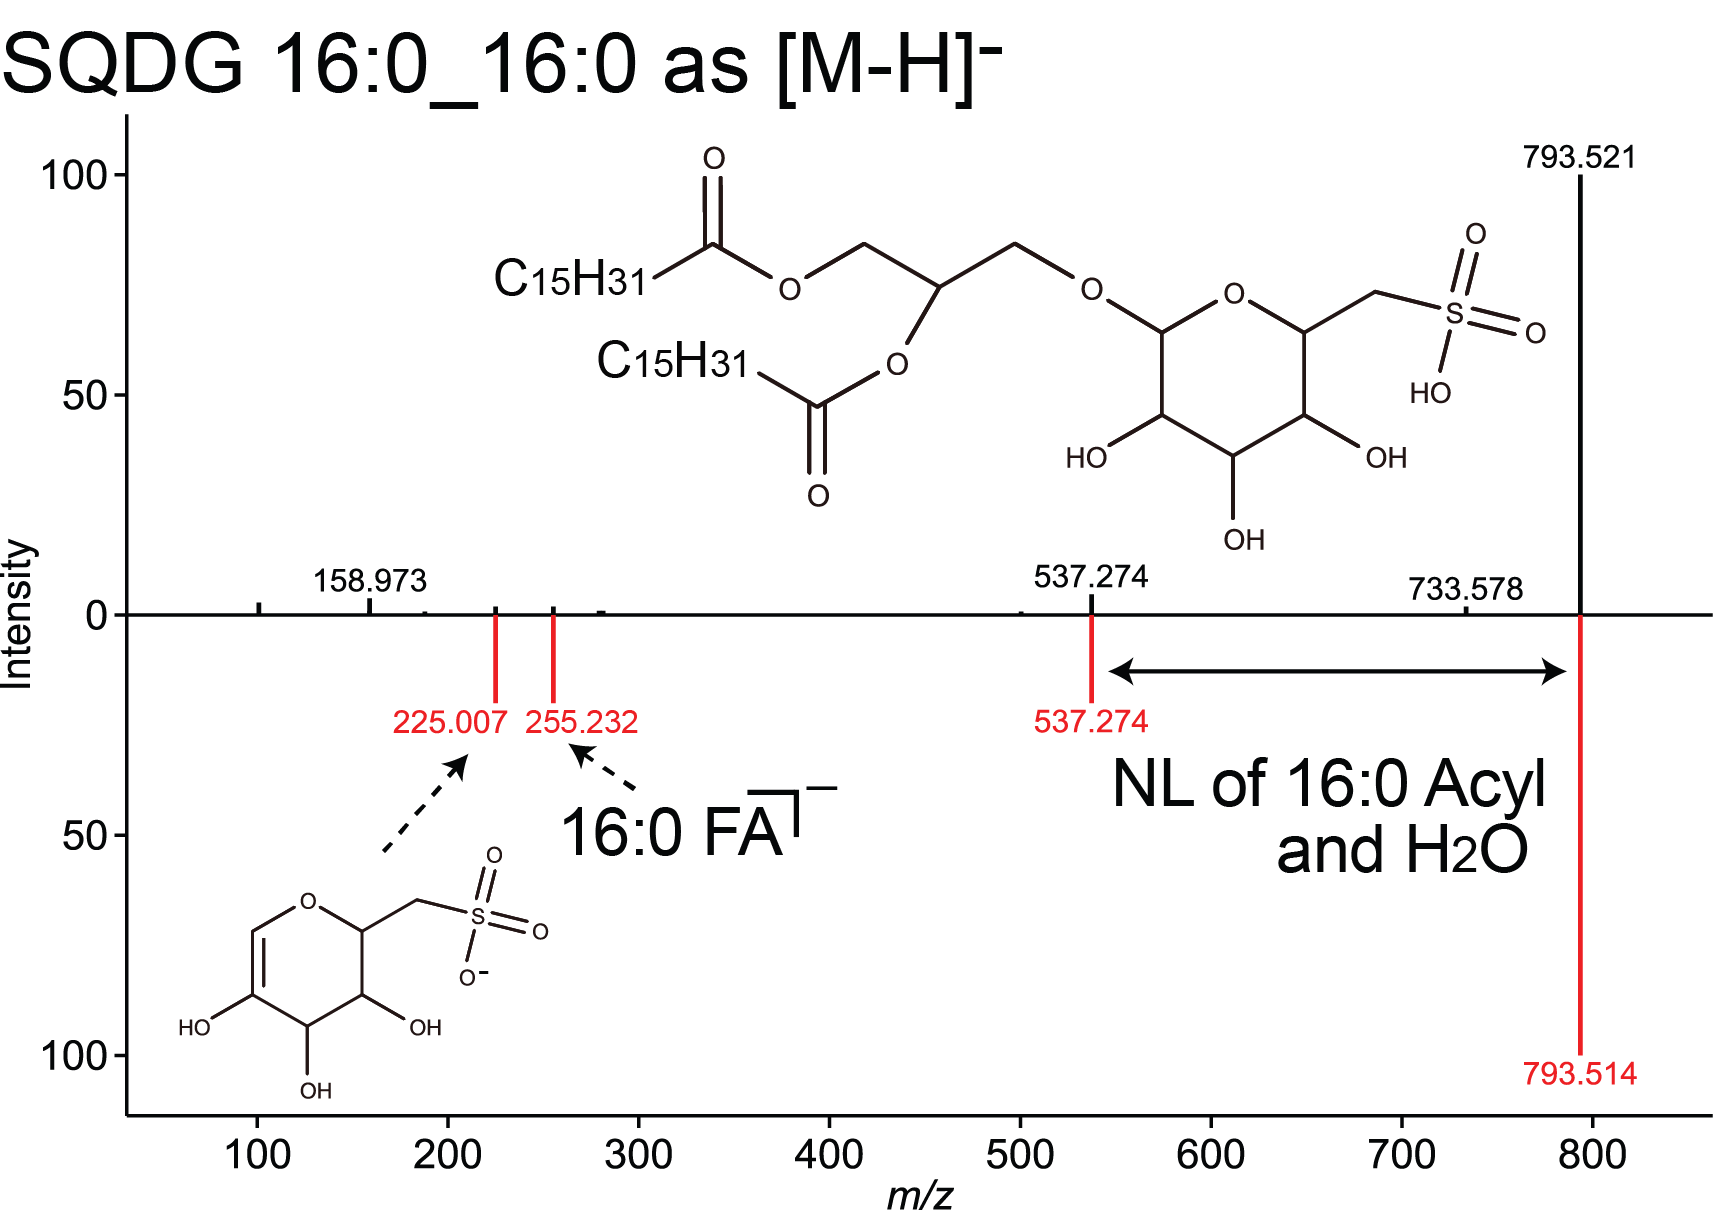 SQDG 16:0_16:0 as [M-H]⁻
Intensity
100
50
0
50
100
793.521
O
C15H31
O
O
O
O
S
O
HO
C15H31
O
O
HO
OH
OH
158.973
537.274
733.578
225.007
255.232
537.274
793.514
16:0 FA⁻
NL of 16:0 Acyl
and H2O
O
O
S
O
O⁻
HO
OH
OH
100
200
300
400
500
600
700
800
m/z